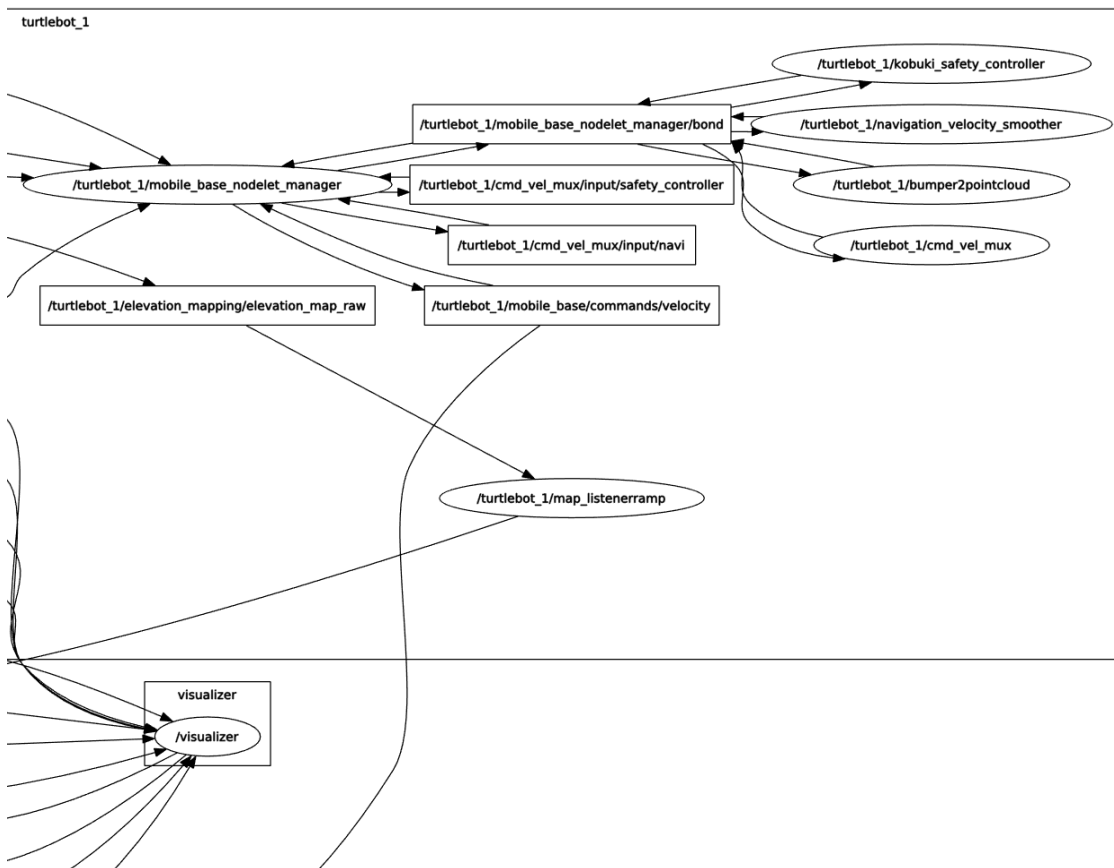 turtlebot_1
/turtlebot_1/kobuki_safety_controller
/turtlebot_1/mobile_base_nodelet_manager/bond
/turtlebot_1/navigation_velocity_smoother
/turtlebot_1/mobile_base_nodelet_manager
/turtlebot_1/cmd_vel_mux/input/safety_controller
/turtlebot_1/bumper2pointcloud
/turtlebot_1/cmd_vel_mux/input/navi
/turtlebot_1/cmd_vel_mux
/turtlebot_1/elevation_mapping/elevation_map_raw
/turtlebot_1/mobile_base/commands/velocity
/turtlebot_1/map_listenerramp
visualizer
/visualizer